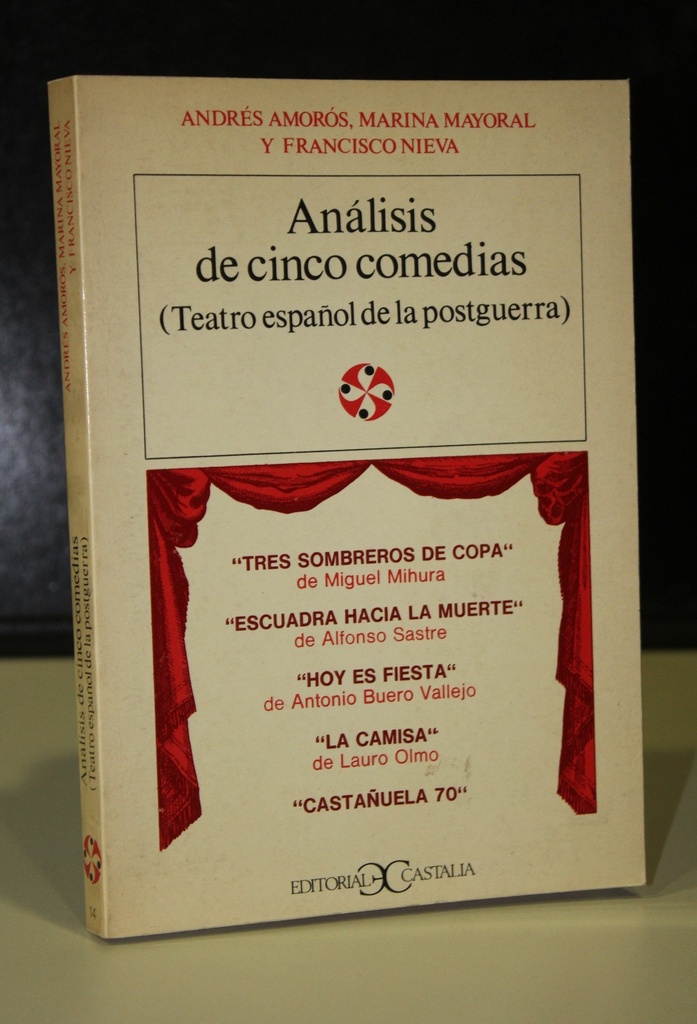 ANDRÉS AMORÓS, MARINA MAYORAL
Y FRANCISCO NIEVA
Análisis
de cinco comedias
(Teatro español de la postguerra)
“TRES SOMBREROS DE COPA“
de Miguel Mihura
“ESCUADRA HACIA LA MUERTE“
de Alfonso Sastre
“HOY ES FIESTA“
de Antonio Buero Vallejo
“LA CAMISA“
de Lauro Olmo
“CASTAÑUELA 70“
EDITORIAL CASTALIA
ANDRÉS AMORÓS, MARINA MAYORAL
Y FRANCISCO NIEVA
Análisis de cinco comedias
(Teatro español de la postguerra)
14